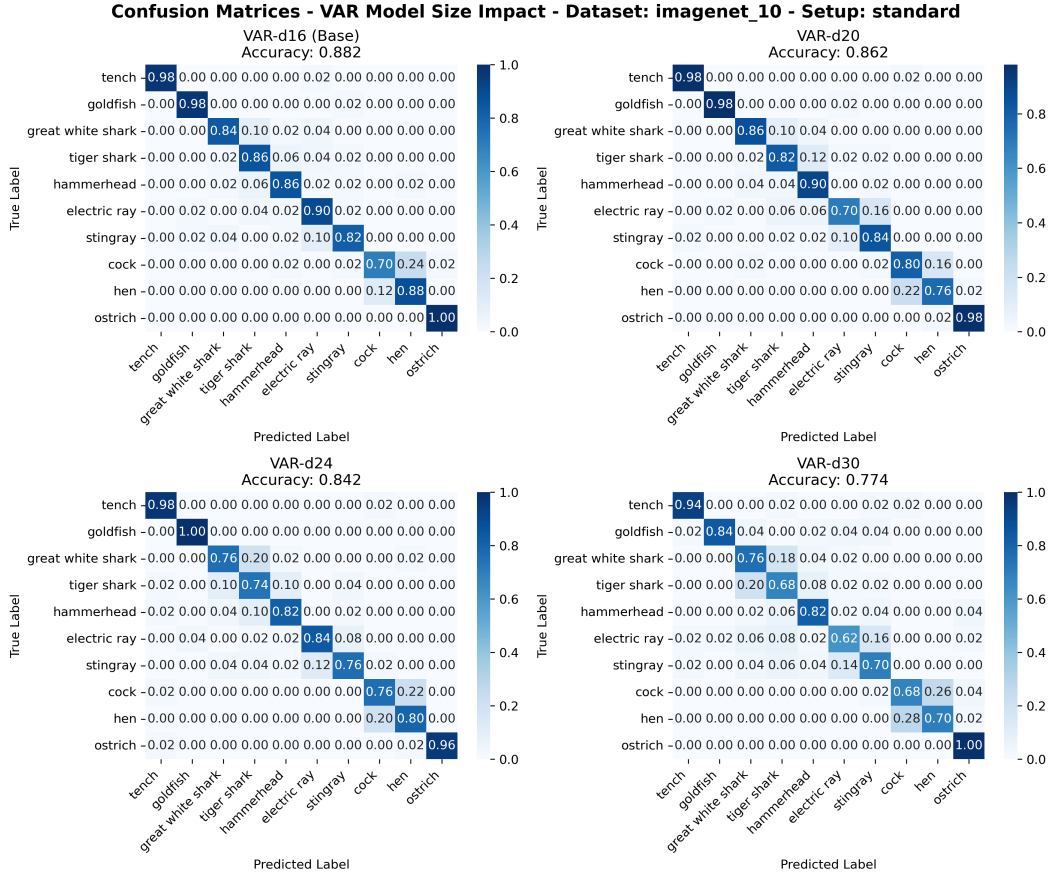 Confusion Matrices - VAR Model Size Impact - Dataset: imagenet_10 - Setup: standard
VAR-d16 (Base)
Accuracy: 0.882
True Label
tench 0.98 0.00 0.00 0.00 0.00 0.02 0.00 0.00 0.00 0.00
goldfish 0.00 0.98 0.00 0.00 0.00 0.00 0.02 0.00 0.00 0.00
great white shark 0.00 0.00 0.84 0.10 0.02 0.04 0.00 0.00 0.00 0.00
tiger shark 0.00 0.00 0.02 0.86 0.06 0.04 0.02 0.00 0.00 0.00
hammerhead 0.00 0.00 0.02 0.06 0.86 0.02 0.02 0.00 0.02 0.00
electric ray 0.00 0.02 0.00 0.04 0.02 0.90 0.02 0.00 0.00 0.00
stingray 0.00 0.02 0.04 0.00 0.02 0.10 0.82 0.00 0.00 0.00
cock 0.00 0.00 0.00 0.00 0.02 0.00 0.02 0.70 0.24 0.02
hen 0.00 0.00 0.00 0.00 0.00 0.00 0.00 0.12 0.88 0.00
ostrich 0.00 0.00 0.00 0.00 0.00 0.00 0.00 0.00 0.00 1.00
tench goldfish great white shark tiger shark hammerhead electric ray stingray cock hen ostrich
Predicted Label
1.0
0.8
0.6
0.4
0.2
0.0
VAR-d20
Accuracy: 0.862
True Label
tench 0.98 0.00 0.00 0.00 0.00 0.00 0.00 0.02 0.00 0.00
goldfish 0.00 0.98 0.00 0.00 0.00 0.02 0.00 0.00 0.00 0.00
great white shark 0.00 0.00 0.86 0.10 0.04 0.00 0.00 0.00 0.00 0.00
tiger shark 0.00 0.00 0.02 0.82 0.12 0.02 0.02 0.00 0.00 0.00
hammerhead 0.00 0.00 0.04 0.04 0.90 0.00 0.02 0.00 0.00 0.00
electric ray 0.00 0.02 0.00 0.06 0.06 0.70 0.16 0.00 0.00 0.00
stingray 0.02 0.00 0.00 0.02 0.02 0.10 0.84 0.00 0.00 0.00
cock 0.00 0.00 0.02 0.00 0.00 0.02 0.00 0.80 0.16 0.00
hen 0.00 0.00 0.00 0.00 0.00 0.00 0.00 0.22 0.76 0.02
ostrich 0.00 0.00 0.00 0.00 0.00 0.00 0.00 0.00 0.02 0.98
tench goldfish great white shark tiger shark hammerhead electric ray stingray cock hen ostrich
Predicted Label
0.8
0.6
0.4
0.2
0.0
VAR-d24
Accuracy: 0.842
True Label
tench 0.98 0.00 0.00 0.00 0.00 0.00 0.00 0.02 0.00 0.00
goldfish 0.00 1.00 0.00 0.00 0.00 0.00 0.00 0.00 0.00 0.00
great white shark 0.00 0.00 0.76 0.20 0.02 0.00 0.00 0.00 0.02 0.00
tiger shark 0.02 0.00 0.10 0.74 0.10 0.00 0.04 0.00 0.00 0.00
hammerhead 0.02 0.00 0.04 0.10 0.82 0.00 0.02 0.00 0.00 0.00
electric ray 0.00 0.04 0.00 0.02 0.02 0.84 0.08 0.00 0.00 0.00
stingray 0.00 0.00 0.04 0.04 0.02 0.12 0.76 0.02 0.00 0.00
cock 0.02 0.00 0.00 0.00 0.00 0.00 0.00 0.76 0.22 0.00
hen 0.00 0.00 0.00 0.00 0.00 0.00 0.00 0.20 0.80 0.00
ostrich 0.02 0.00 0.00 0.00 0.00 0.00 0.00 0.00 0.02 0.96
tench goldfish great white shark tiger shark hammerhead electric ray stingray cock hen ostrich
Predicted Label
1.0
0.8
0.6
0.4
0.2
0.0
VAR-d30
Accuracy: 0.774
True Label
tench 0.94 0.00 0.00 0.02 0.00 0.00 0.00 0.02 0.02 0.00
goldfish 0.02 0.84 0.04 0.00 0.02 0.04 0.04 0.00 0.00 0.00
great white shark 0.00 0.00 0.76 0.18 0.04 0.02 0.00 0.00 0.00 0.00
tiger shark 0.00 0.00 0.20 0.68 0.08 0.02 0.02 0.00 0.00 0.00
hammerhead 0.00 0.00 0.02 0.06 0.82 0.02 0.04 0.00 0.00 0.04
electric ray 0.02 0.02 0.06 0.08 0.02 0.62 0.16 0.00 0.00 0.02
stingray 0.02 0.00 0.04 0.06 0.04 0.14 0.70 0.00 0.00 0.00
cock 0.00 0.00 0.00 0.00 0.00 0.00 0.02 0.68 0.26 0.04
hen 0.00 0.00 0.00 0.00 0.00 0.00 0.00 0.28 0.70 0.02
ostrich 0.00 0.00 0.00 0.00 0.00 0.00 0.00 0.00 0.00 1.00
tench goldfish great white shark tiger shark hammerhead electric ray stingray cock hen ostrich
Predicted Label
1.0
0.8
0.6
0.4
0.2
0.0